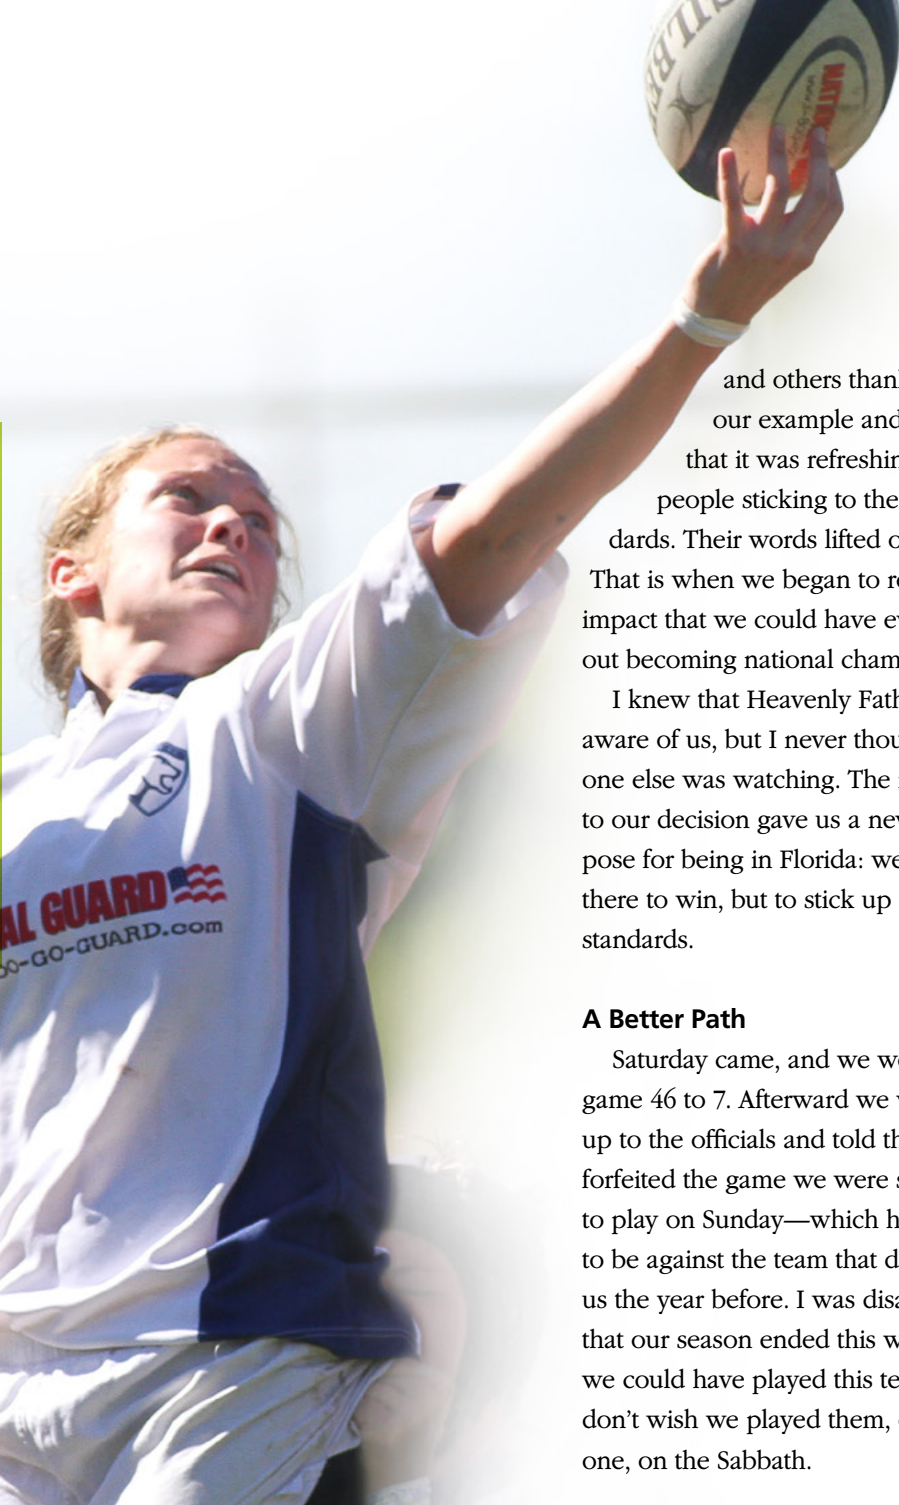 GILBE
and others than
our example and
that it was refreshin
people sticking to the
dards. Their words lifted o
That is when we began to r
impact that we could have ev
out becoming national cham
I knew that Heavenly Fath
aware of us, but I never thou
one else was watching. The
to our decision gave us a nev
pose for being in Florida: we
there to win, but to stick up
standards.
AL GUARD
00-GO-GUARD.com
A Better Path
Saturday came, and we w
game 46 to 7. Afterward we
up to the officials and told th
forfeited the game we were s
to play on Sunday—which h
to be against the team that d
us the year before. I was disa
that our season ended this w
we could have played this te
don’t wish we played them,
one, on the Sabbath.